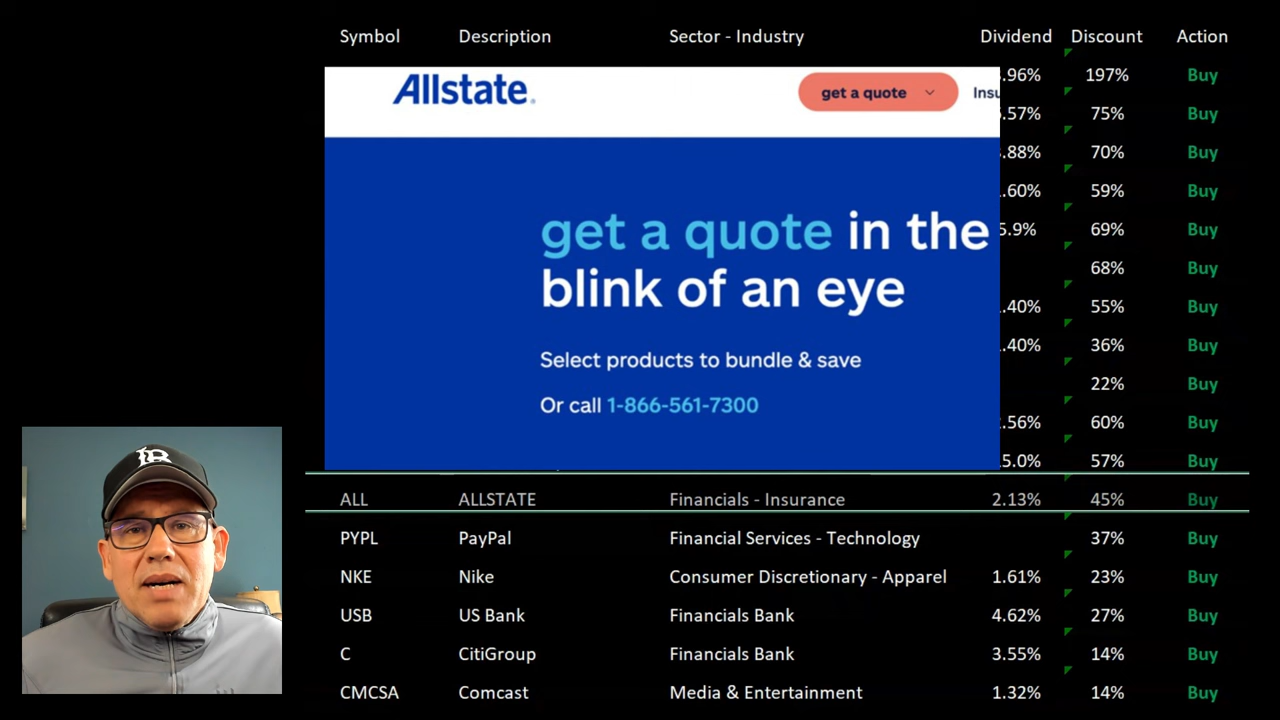 Symbol Description Sector - Industry Dividend Discount Action
.96% 197% Buy
Allstate. get a quote Insu
.57% 75% Buy
.88% 70% Buy
.60% 59% Buy
get a quote in the 5.9% 69% Buy
68% Buy
blink of an eye
.40% 55% Buy
.40% 36% Buy
Select products to bundle & save
22% Buy
Or call 1-866-561-7300
.56% 60% Buy
5.0% 57% Buy
ALL ALLSTATE Financials - Insurance 2.13% 45% Buy
PYPL PayPal Financial Services - Technology 37% Buy
NKE Nike Consumer Discretionary - Apparel 1.61% 23% Buy
USB US Bank Financials Bank 4.62% 27% Buy
C CitiGroup Financials Bank 3.55% 14% Buy
CMCSA Comcast Media & Entertainment 1.32% 14% Buy
LB